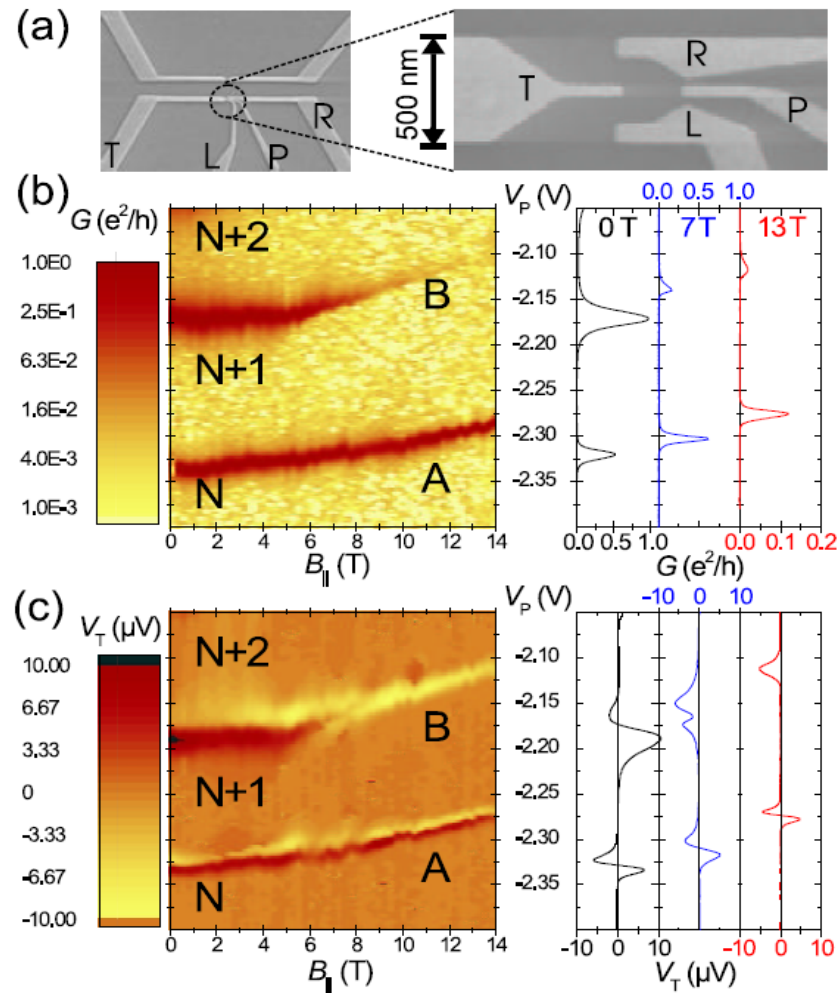 (a)
T L P R
500 nm
T R L P
(b)
G (e²/h)
1.0E0
2.5E-1
6.3E-2
1.6E-2
4.0E-3
1.0E-3
N+2
B
N+1
A
N
0 2 4 6 8 10 12 14
B|| (T)
V_P (V)
-2.10
-2.15
-2.20
-2.25
-2.30
-2.35
0.0 0.5 1.0
0 T 7T 13T
0.0 0.5 1.0 0.0 0.1 0.2
G (e²/h)
(c)
V_T (µV)
10.00
6.67
3.33
0
-3.33
-6.67
-10.00
N+2
B
N+1
A
N
0 2 4 6 8 10 12 14
B|| (T)
V_P (V)
-2.10
-2.15
-2.20
-2.25
-2.30
-2.35
-10 0 10
-10 0 10 -10 0 10
V_T (µV)